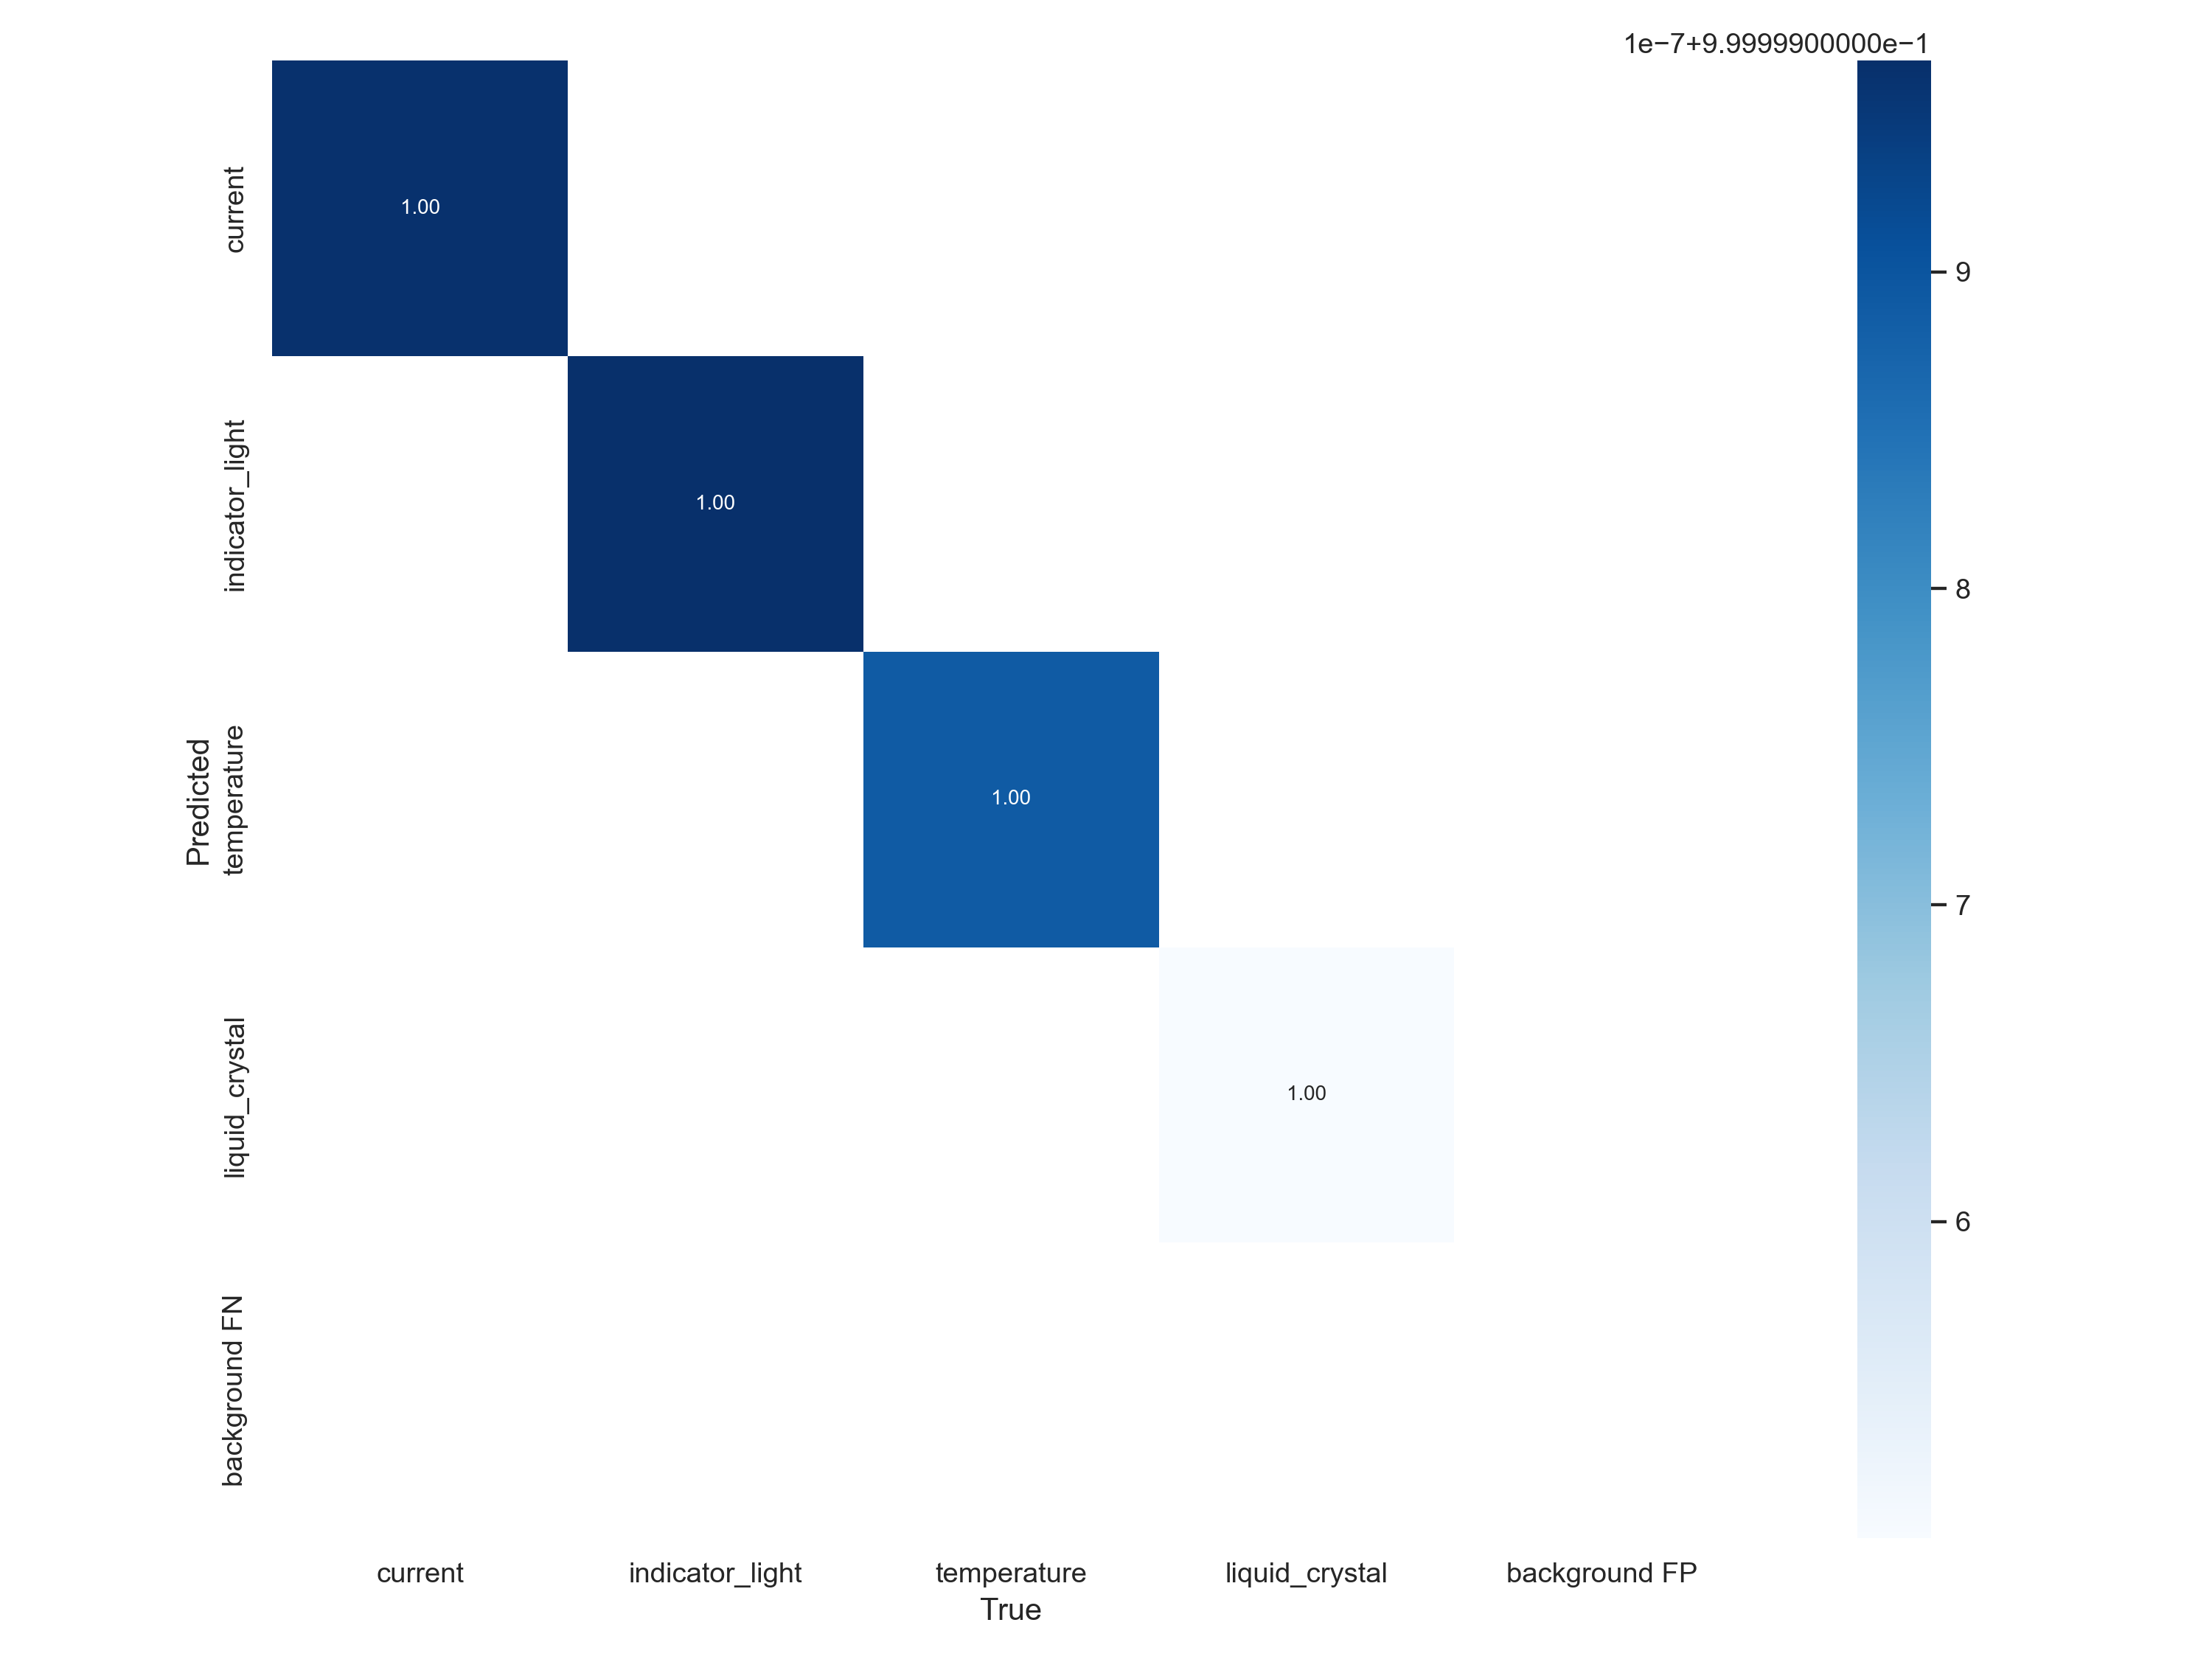 1e−7+9.9999900000e−1
current
1.00
9
indicator_light
1.00
8
Predicted
temperature
1.00
7
liquid_crystal
1.00
6
background FN
current indicator_light temperature liquid_crystal background FP
True